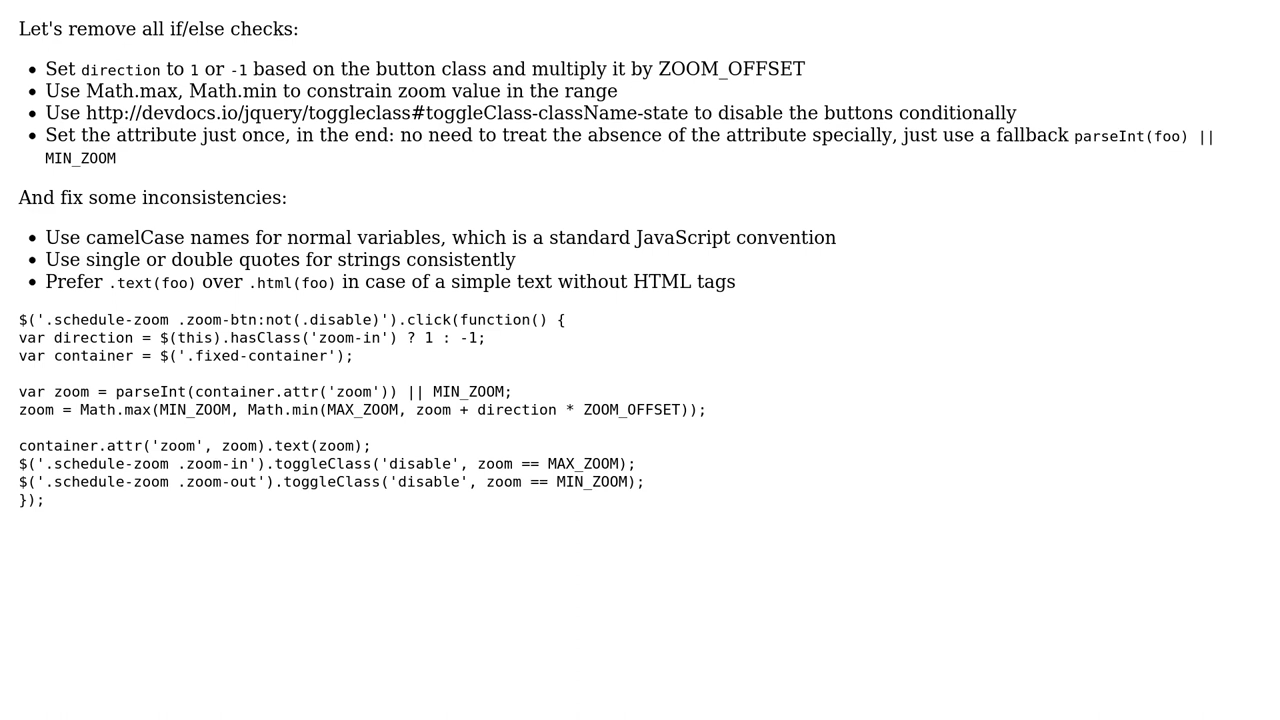 Let's remove all if/else checks:
• Set direction to 1 or -1 based on the button class and multiply it by ZOOM_OFFSET
• Use Math.max, Math.min to constrain zoom value in the range
• Use http://devdocs.io/jquery/toggleclass#toggleClass-className-state to disable the buttons conditionally
• Set the attribute just once, in the end: no need to treat the absence of the attribute specially, just use a fallback parseInt(foo) ||
MIN_ZOOM
And fix some inconsistencies:
• Use camelCase names for normal variables, which is a standard JavaScript convention
• Use single or double quotes for strings consistently
• Prefer .text(foo) over .html(foo) in case of a simple text without HTML tags
$('.schedule-zoom .zoom-btn:not(.disable)').click(function() {
var direction = $(this).hasClass('zoom-in') ? 1 : -1;
var container = $('.fixed-container');
var zoom = parseInt(container.attr('zoom')) || MIN_ZOOM;
zoom = Math.max(MIN_ZOOM, Math.min(MAX_ZOOM, zoom + direction * ZOOM_OFFSET));
container.attr('zoom', zoom).text(zoom);
$('.schedule-zoom .zoom-in').toggleClass('disable', zoom == MAX_ZOOM);
$('.schedule-zoom .zoom-out').toggleClass('disable', zoom == MIN_ZOOM);
});